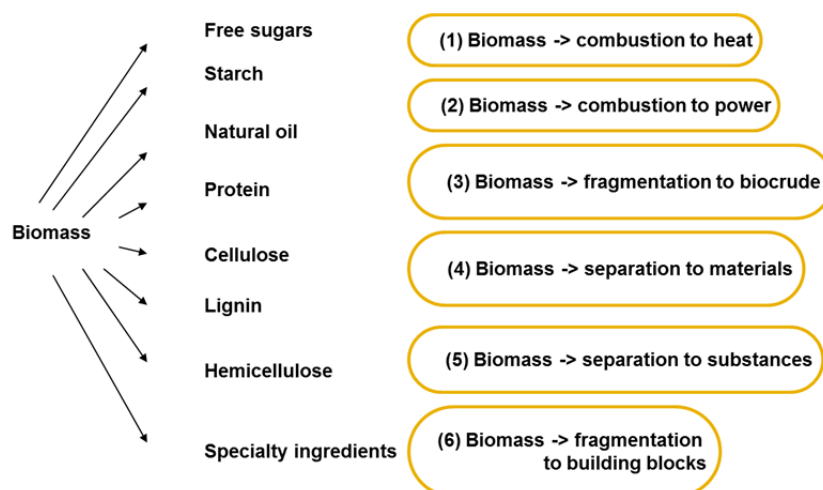 Free sugars
Starch
Natural oil
Protein
Biomass
Cellulose
Lignin
Hemicellulose
Specialty ingredients
(1) Biomass -> combustion to heat
(2) Biomass -> combustion to power
(3) Biomass -> fragmentation to biocrude
(4) Biomass -> separation to materials
(5) Biomass -> separation to substances
(6) Biomass -> fragmentation
to building blocks